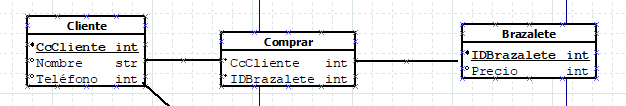 Cliente
CcCliente int
Nombre str
Teléfono int
Comprar
CcCliente int
IDBrazalete int
Brazalete
IDBrazalete int
Precio int